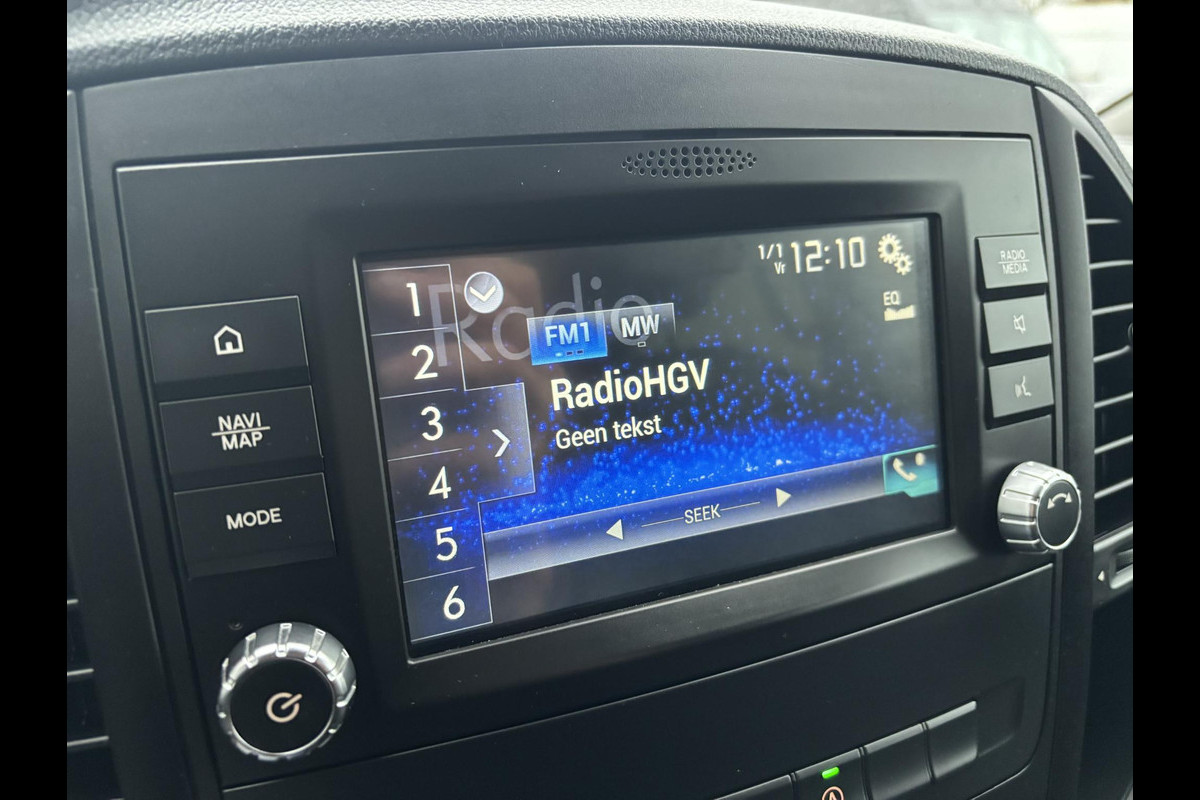 1/1
Vr
12:10
1
Radio
EQ
FM1
MW
2
RadioHGV
3
Geen tekst
4
SEEK
5
6
NAVI
MAP
MODE
RADIO
MEDIA
A